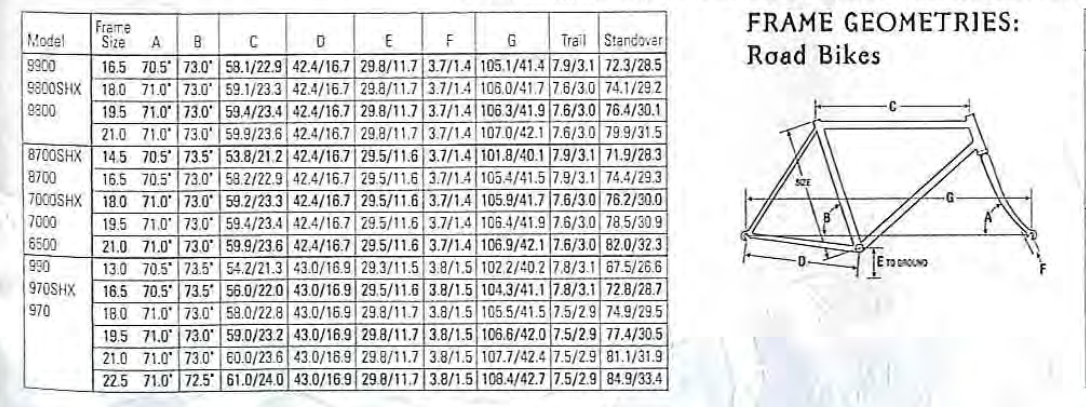 Model Frame Size A B C D E F G Trail Standover
9900 16.5 70.5° 73.0° 58.1/22.9 42.4/16.7 29.8/11.7 3.7/1.4 105.1/41.4 7.9/3.1 72.3/28.5
9800SHX 18.0 71.0° 73.0° 59.1/23.3 42.4/16.7 29.8/11.7 3.7/1.4 106.0/41.7 7.6/3.0 74.1/29.2
9800 19.5 71.0° 73.0° 59.4/23.4 42.4/16.7 29.8/11.7 3.7/1.4 106.3/41.9 7.6/3.0 76.4/30.1
21.0 71.0° 73.0° 59.9/23.6 42.4/16.7 29.8/11.7 3.7/1.4 107.0/42.1 7.6/3.0 79.9/31.5
8700SHX 14.5 70.5° 73.5° 53.8/21.2 42.4/16.7 29.5/11.6 3.7/1.4 101.8/40.1 7.9/3.1 71.9/28.3
8700 16.5 70.5° 73.0° 58.2/22.9 42.4/16.7 29.5/11.6 3.7/1.4 105.4/41.5 7.9/3.1 74.4/29.3
7000SHX 18.0 71.0° 73.0° 59.2/23.3 42.4/16.7 29.5/11.6 3.7/1.4 105.9/41.7 7.6/3.0 76.2/30.0
7000 19.5 71.0° 73.0° 59.4/23.4 42.4/16.7 29.5/11.6 3.7/1.4 106.4/41.9 7.6/3.0 78.5/30.9
6500 21.0 71.0° 73.0° 59.9/23.6 42.4/16.7 29.5/11.6 3.7/1.4 106.9/42.1 7.6/3.0 82.0/32.3
990 13.0 70.5° 73.5° 54.2/21.3 43.0/16.9 29.3/11.5 3.8/1.5 102.2/40.2 7.8/3.1 67.5/26.6
970SHX 16.5 70.5° 73.5° 56.0/22.0 43.0/16.9 29.5/11.6 3.8/1.5 104.3/41.1 7.8/3.1 72.8/28.7
970 18.0 71.0° 73.0° 58.0/22.8 43.0/16.9 29.8/11.7 3.8/1.5 105.5/41.5 7.5/2.9 74.9/29.5
19.5 71.0° 73.0° 59.0/23.2 43.0/16.9 29.8/11.7 3.8/1.5 106.6/42.0 7.5/2.9 77.4/30.5
21.0 71.0° 73.0° 60.0/23.6 43.0/16.9 29.8/11.7 3.8/1.5 107.7/42.4 7.5/2.9 81.1/31.9
22.5 71.0° 72.5° 61.0/24.0 43.0/16.9 29.8/11.7 3.8/1.5 108.4/42.7 7.5/2.9 84.9/33.4
FRAME GEOMETRIES:
Road Bikes
C
SIZE
G
B
A
D
E TO GROUND
F